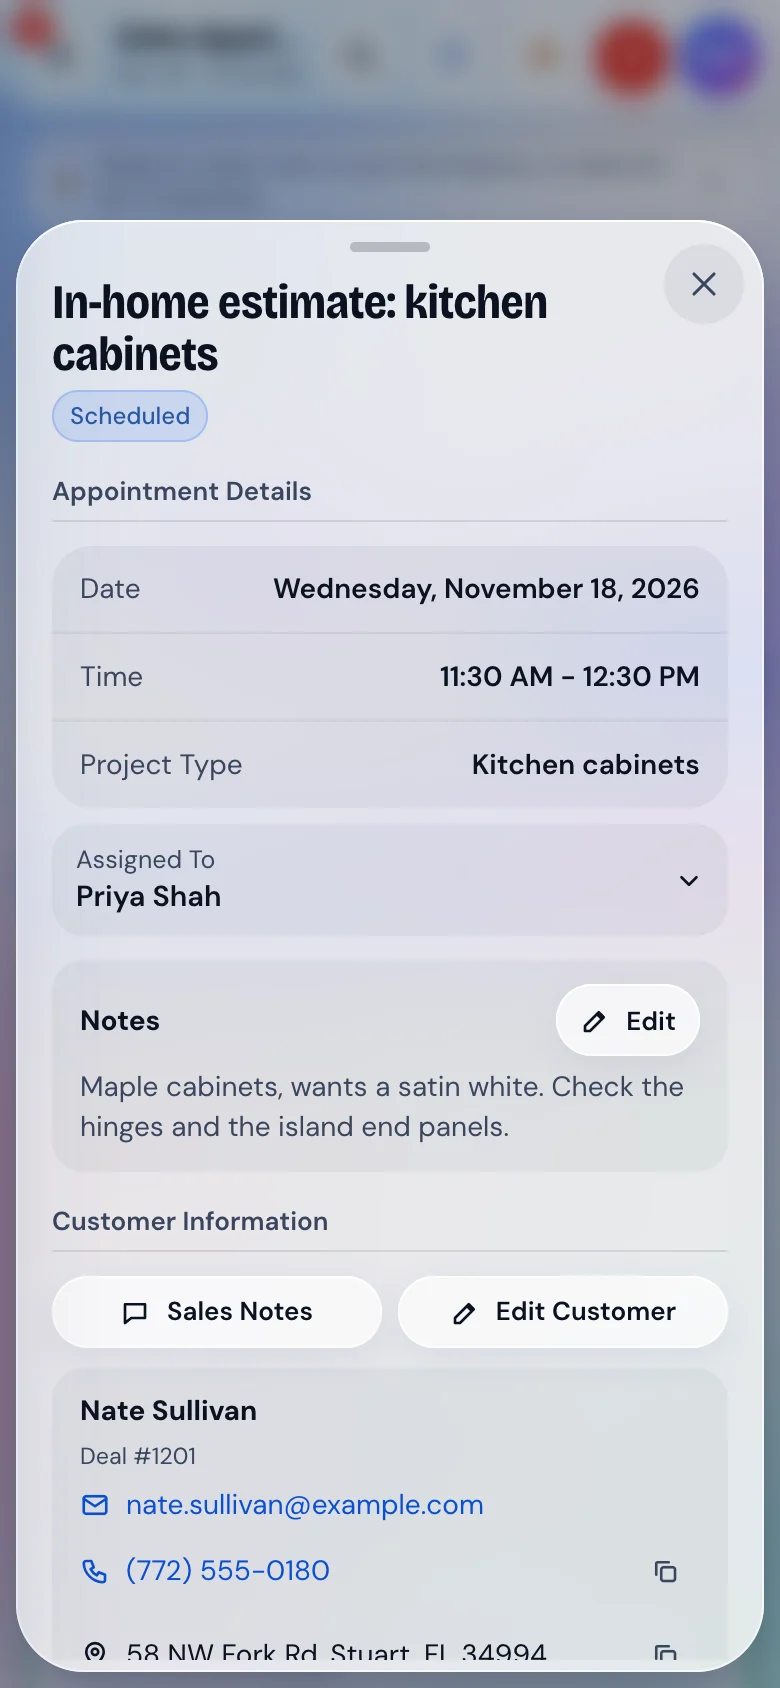 In-home estimate: kitchen
cabinets
Scheduled
Appointment Details
Date
Wednesday, November 18, 2026
Time
11:30 AM – 12:30 PM
Project Type
Kitchen cabinets
Assigned To
Priya Shah
Notes
Edit
Maple cabinets, wants a satin white. Check the
hinges and the island end panels.
Customer Information
Sales Notes
Edit Customer
Nate Sullivan
Deal #1201
nate.sullivan@example.com
(772) 555-0180
58 NW Fork Rd, Stuart, FL 34994